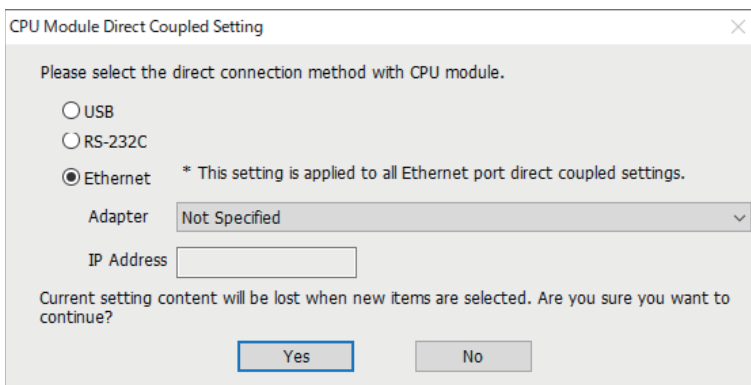 CPU Module Direct Coupled Setting
Please select the direct connection method with CPU module.
USB
RS-232C
Ethernet * This setting is applied to all Ethernet port direct coupled settings.
Adapter Not Specified
IP Address
Current setting content will be lost when new items are selected. Are you sure you want to
continue?
Yes No